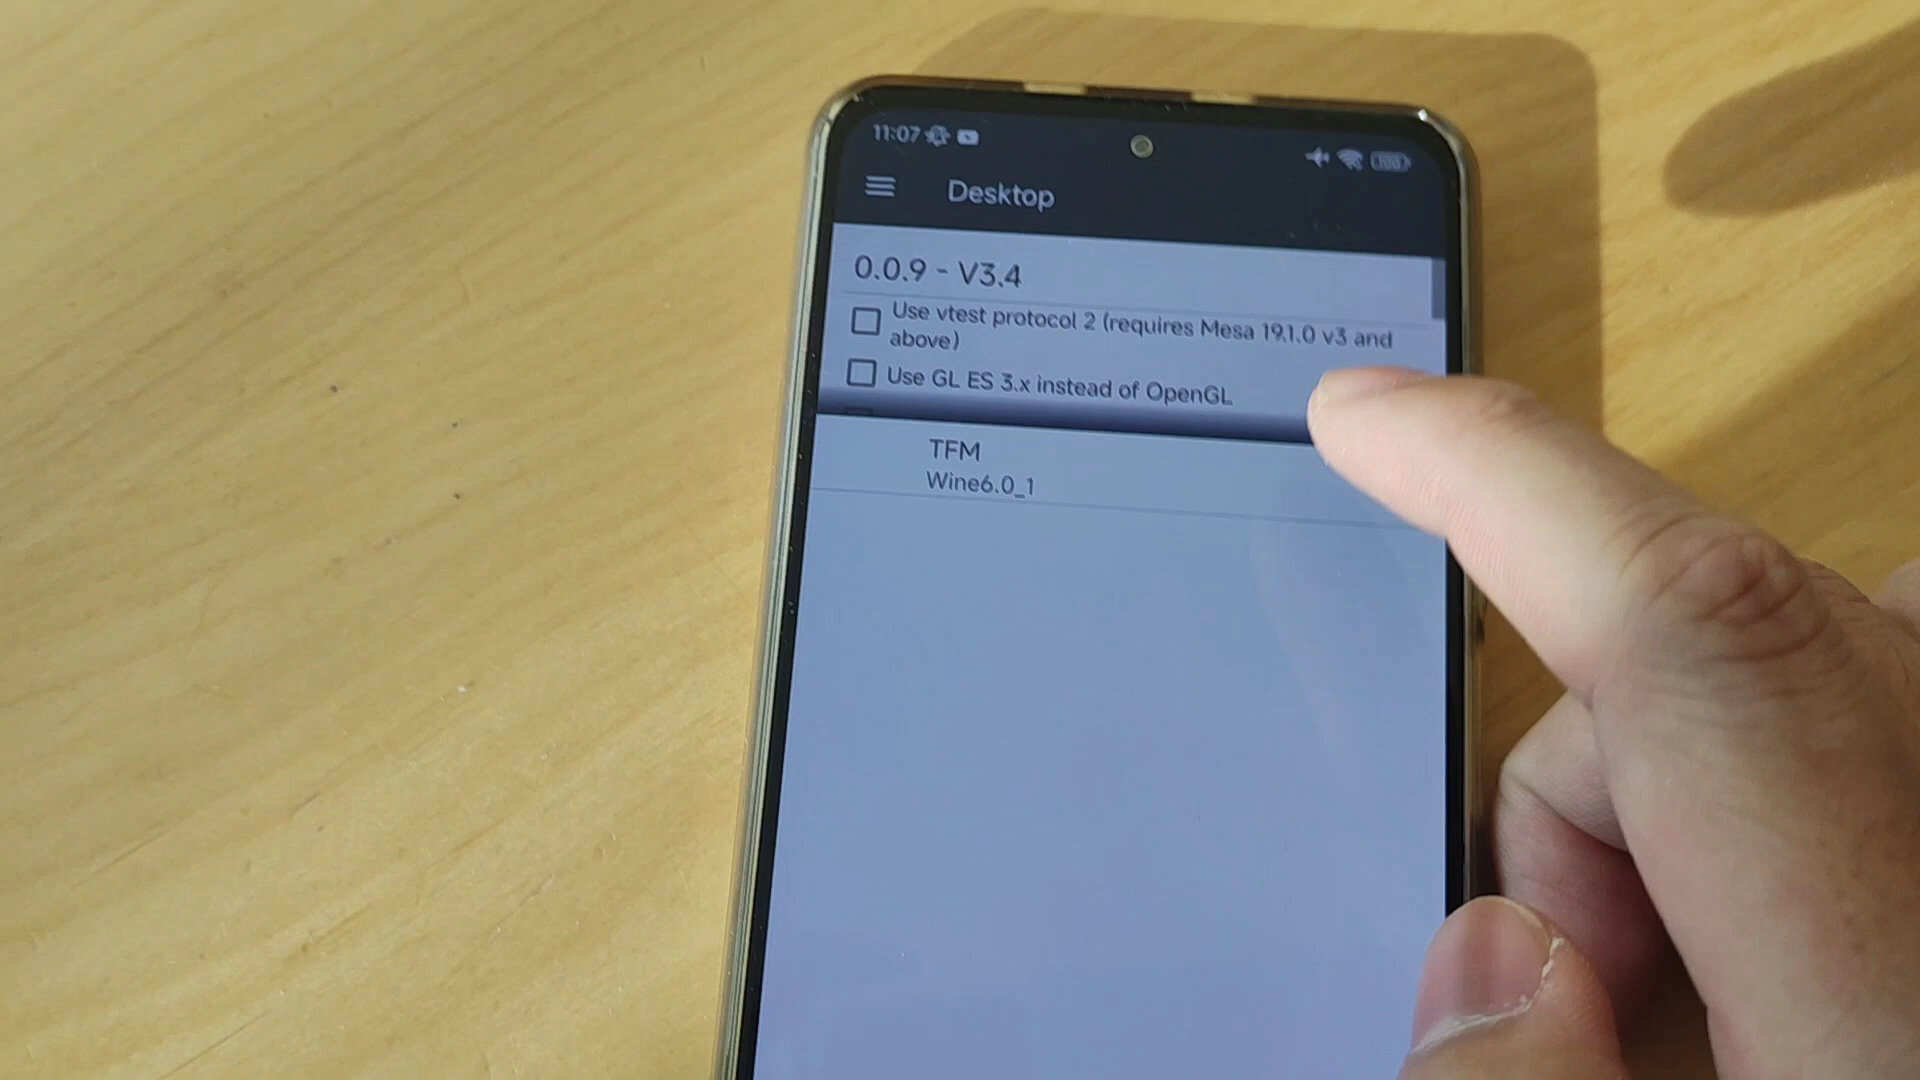 11:07
Desktop
0.0.9 - V3.4
Use vtest protocol 2 (requires Mesa 19.1.0 v3 and
above)
Use GL ES 3.x instead of OpenGL
TFM
Wine6.0_1